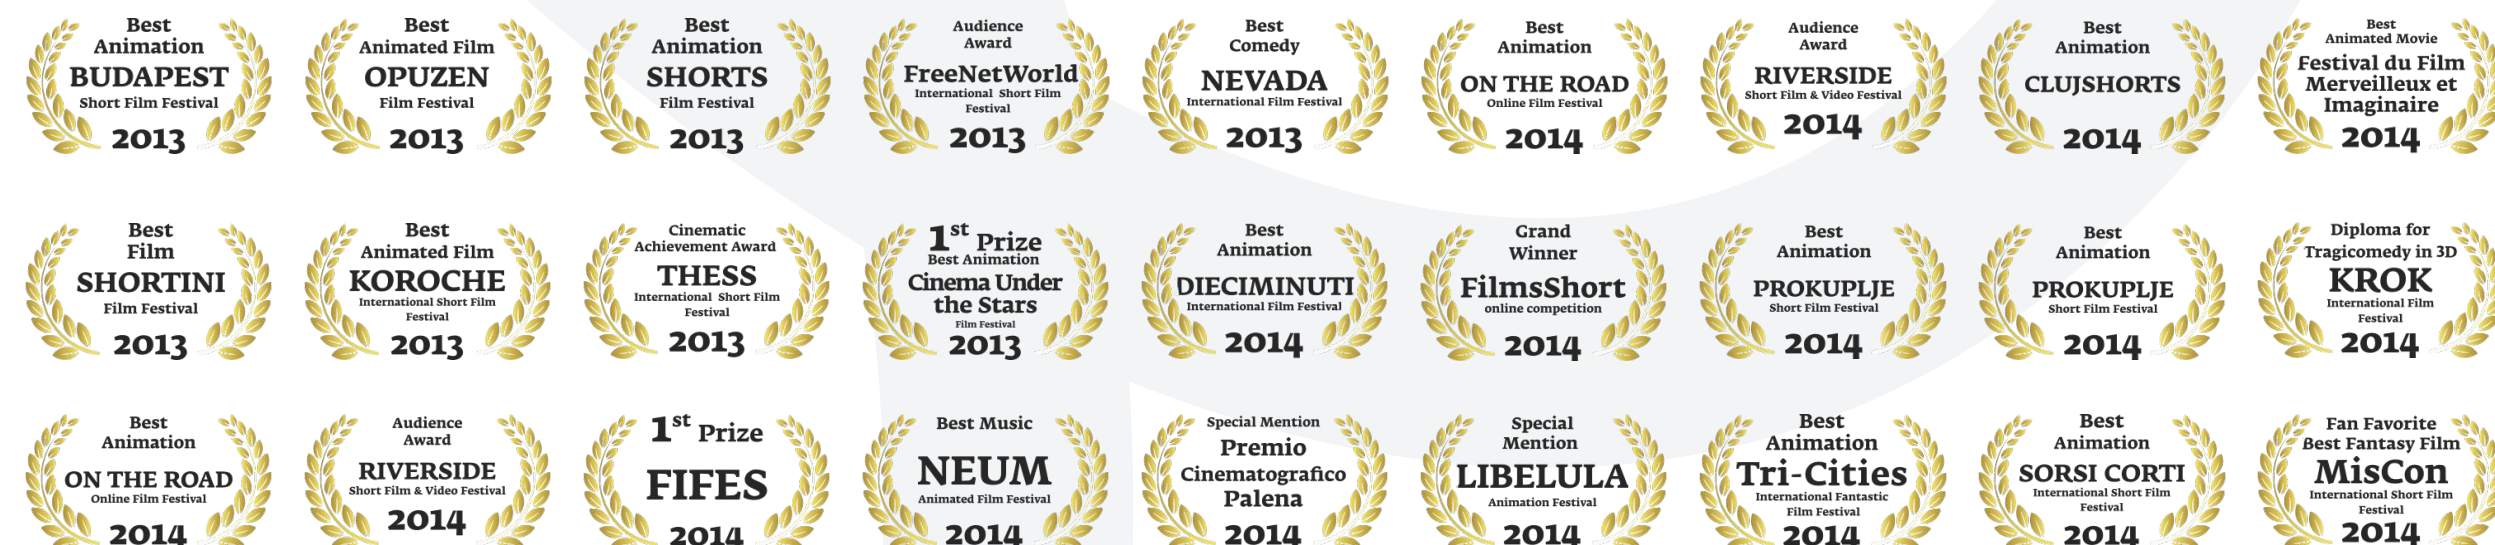 Best
Animation
BUDAPEST
Short Film Festival
2013
Best
Animated Film
OPUZEN
Film Festival
2013
Best
Animation
SHORTS
Film Festival
2013
Audience
Award
FreeNetWorld
International Short Film
Festival
2013
Best
Comedy
NEVADA
International Film Festival
2013
Best
Animation
ON THE ROAD
Online Film Festival
2014
Audience
Award
RIVERSIDE
Short Film & Video Festival
2014
Best
Animation
CLUJSHORTS
2014
Best
Animated Movie
Festival du Film
Merveilleux et
Imaginaire
2014
Best
Film
SHORTINI
Film Festival
2013
Best
Animated Film
KOROCHE
International Short Film
Festival
2013
Cinematic
Achievement Award
THESS
International Short Film
Festival
2013
1st Prize
Best Animation
Cinema Under
the Stars
Film Festival
2013
Best
Animation
DIECIMINUTI
International Film Festival
2014
Grand
Winner
FilmsShort
online competition
2014
Best
Animation
PROKUPLJE
Short Film Festival
2014
Best
Animation
PROKUPLJE
Short Film Festival
2014
Diploma for
Tragicomedy in 3D
KROK
International Film
Festival
2014
Best
Animation
ON THE ROAD
Online Film Festival
2014
Audience
Award
RIVERSIDE
Short Film & Video Festival
2014
1st Prize
FIFES
2014
Best Music
NEUM
Animated Film Festival
2014
Special Mention
Premio
Cinematografico
Palena
2014
Special
Mention
LIBELULA
Animation Festival
2014
Best
Animation
Tri-Cities
International Fantastic
Film Festival
2014
Best
Animation
SORSI CORTI
International Short Film
Festival
2014
Fan Favorite
Best Fantasy Film
MisCon
International Short Film
Festival
2014